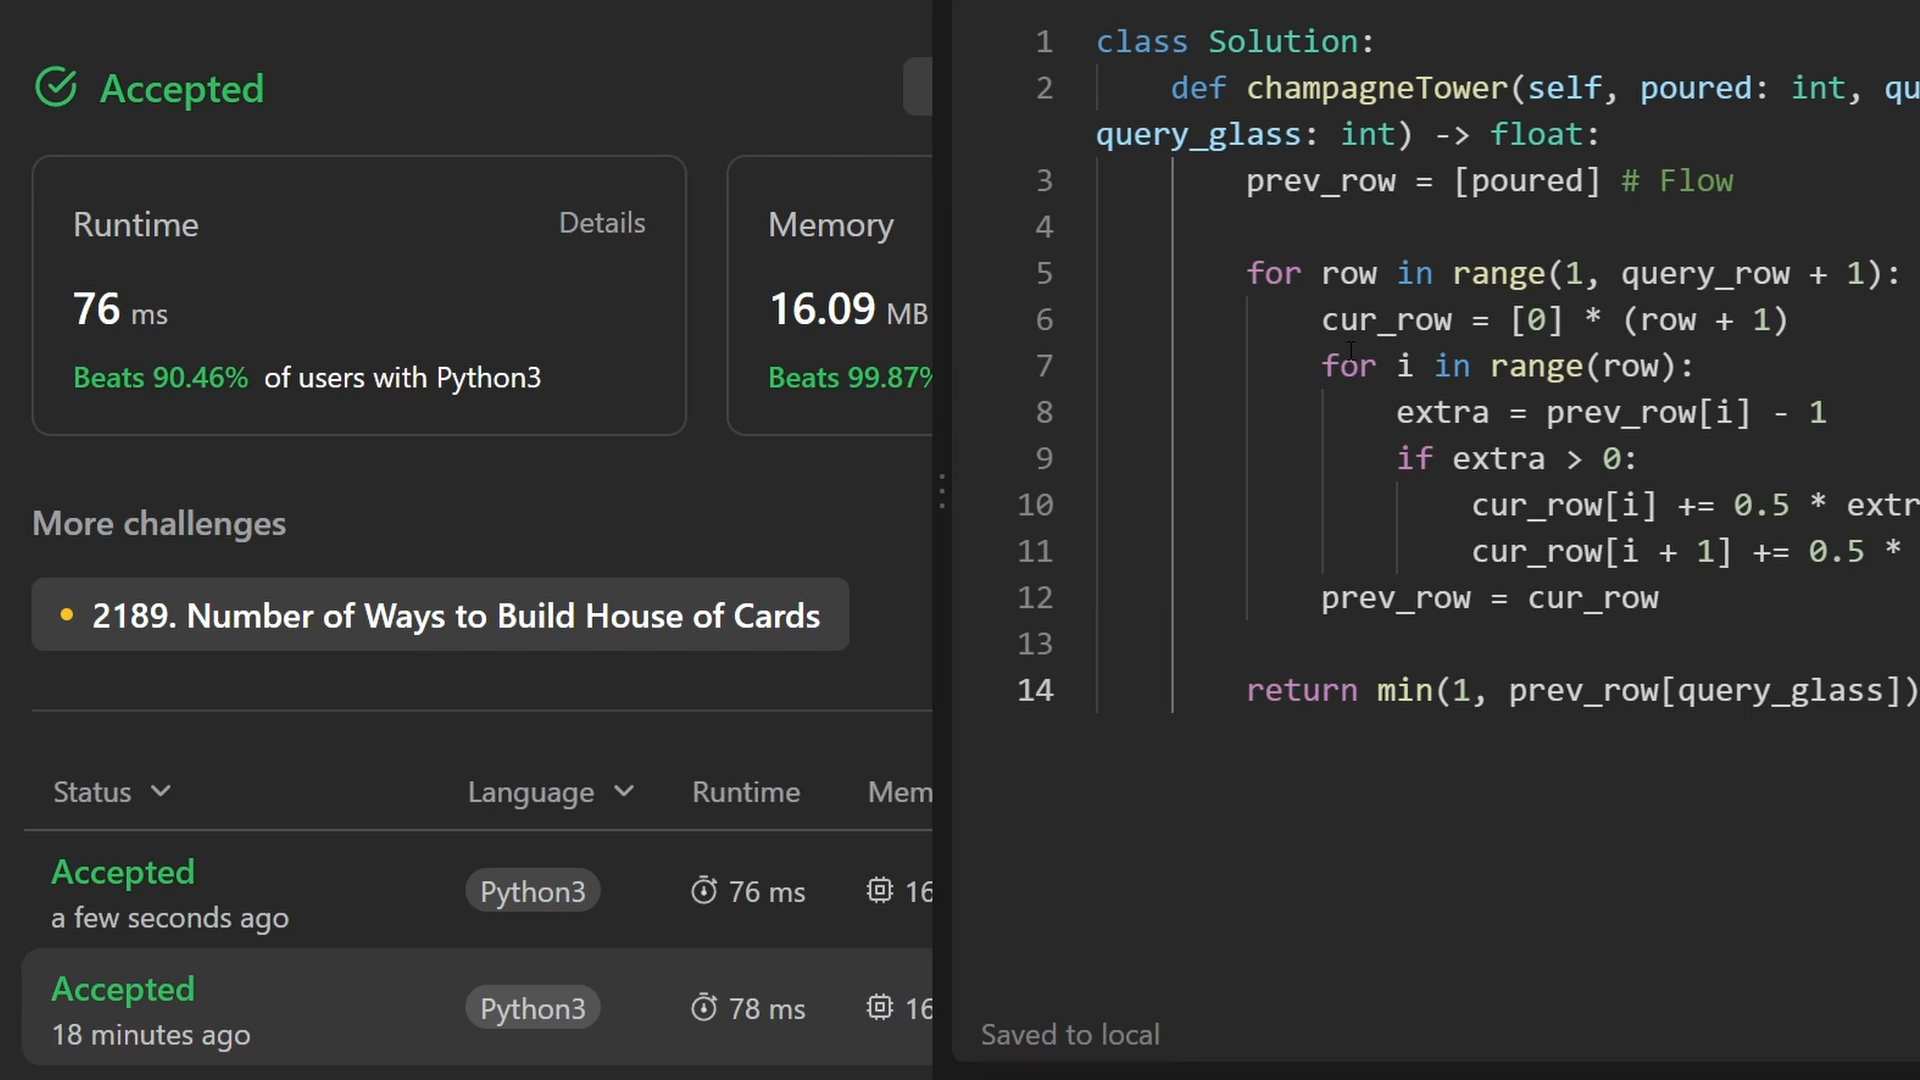 Accepted
Runtime Details
76 ms
Beats 90.46% of users with Python3
Memory
16.09 MB
Beats 99.87%
More challenges
2189. Number of Ways to Build House of Cards
Status Language Runtime Mem
Accepted Python3 76 ms 16
a few seconds ago
Accepted Python3 78 ms 16
18 minutes ago
1 class Solution:
2 def champagneTower(self, poured: int, qu
query_glass: int) -> float:
3 prev_row = [poured] # Flow
4
5 for row in range(1, query_row + 1):
6 cur_row = [0] * (row + 1)
7 for i in range(row):
8 extra = prev_row[i] - 1
9 if extra > 0:
10 cur_row[i] += 0.5 * extr
11 cur_row[i + 1] += 0.5 *
12 prev_row = cur_row
13
14 return min(1, prev_row[query_glass])
Saved to local